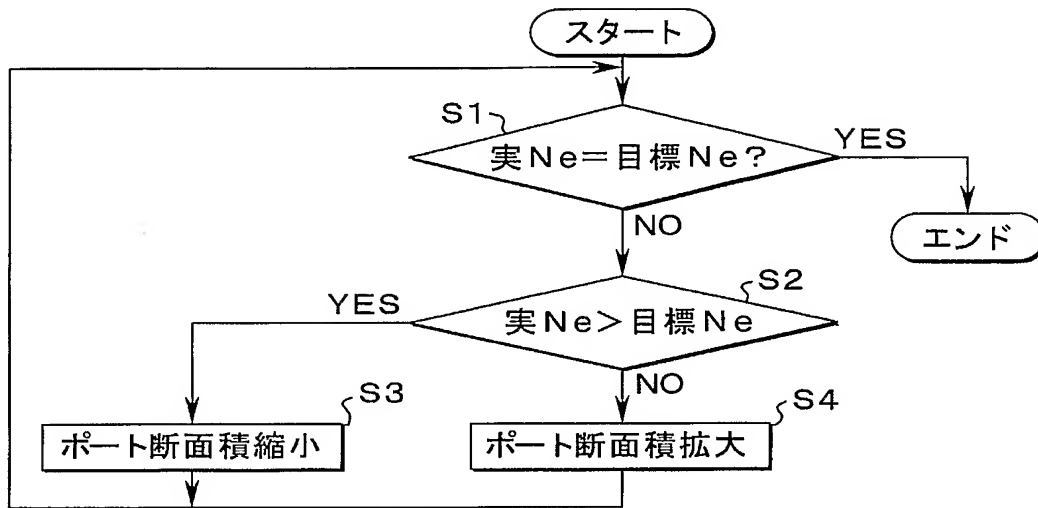 スタート
S1
実Ne=目標Ne?
YES
エンド
NO
S2
YES
実Ne>目標Ne
NO
S3
S4
ポート断面積縮小
ポート断面積拡大